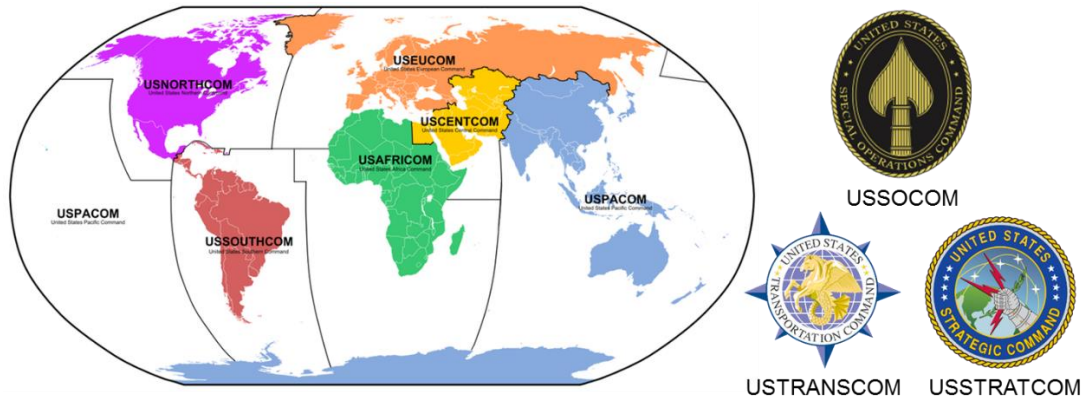 USNORTHCOM
United States Northern Command
USEUCOM
United States European Command
USCENTCOM
United States Central Command
USAFRICOM
United States Africa Command
USPACOM
United States Pacific Command
USPACOM
United States Pacific Command
USSOUTHCOM
United States Southern Command
UNITED STATES
SPECIAL OPERATIONS COMMAND
USSOCOM
UNITED STATES
TRANSPORTATION COMMAND
USTRANSCOM
UNITED STATES
STRATEGIC COMMAND
USSTRATCOM